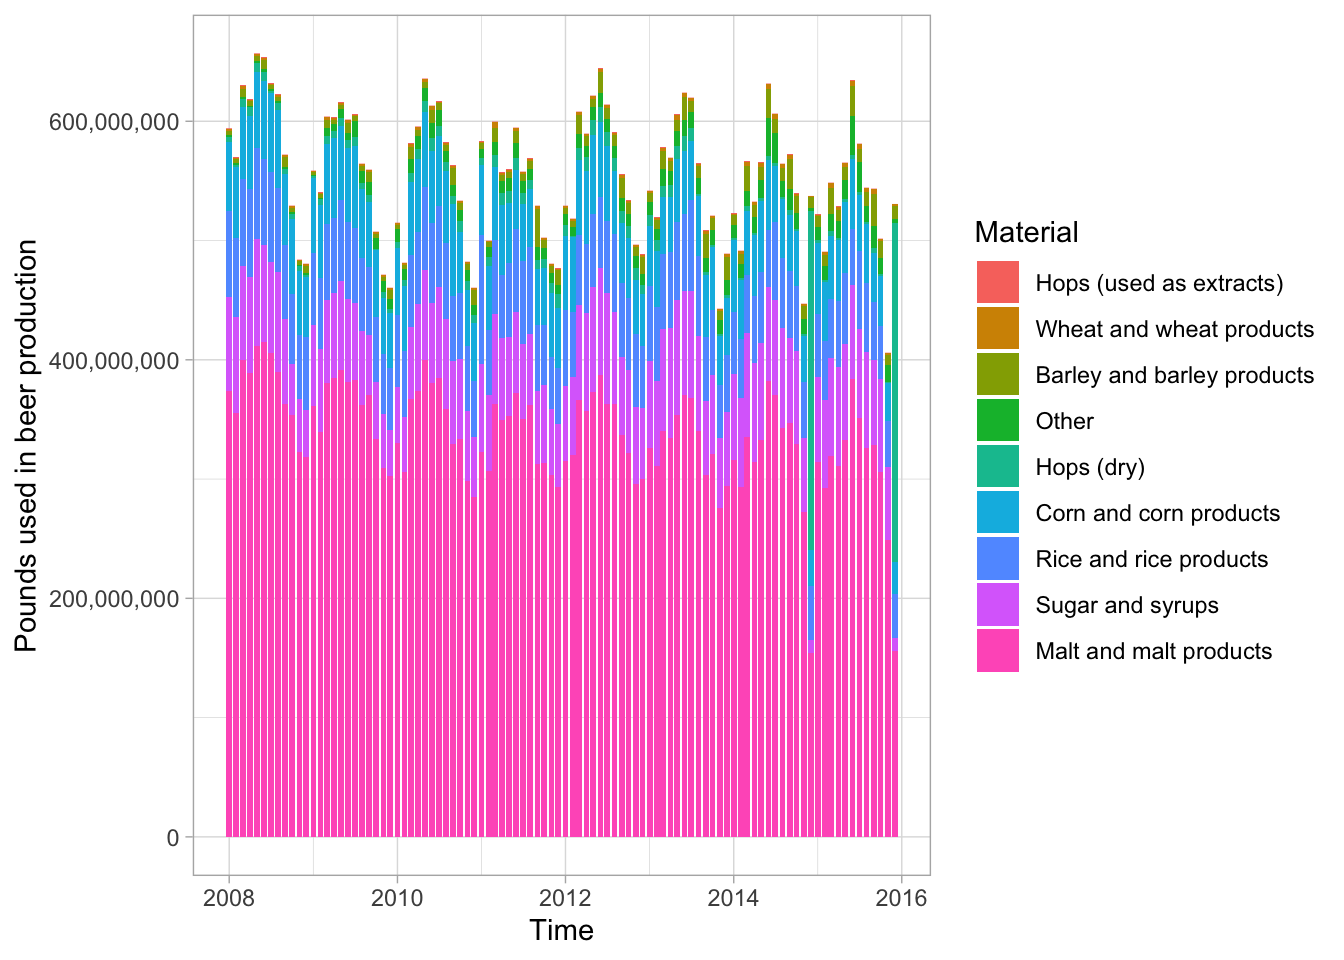 Pounds used in beer production
600,000,000
400,000,000
200,000,000
0
2008 2010 2012 2014 2016
Time
Material
Hops (used as extracts)
Wheat and wheat products
Barley and barley products
Other
Hops (dry)
Corn and corn products
Rice and rice products
Sugar and syrups
Malt and malt products